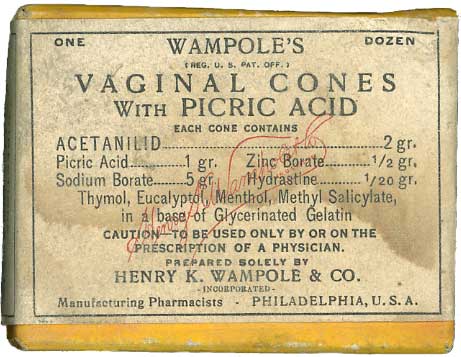 ONE WAMPOLE'S DOZEN
(REG. U. S. PAT. OFF.)
VAGINAL CONES
WITH PICRIC ACID
EACH CONE CONTAINS
ACETANILID 2 gr.
Picric Acid 1 gr. Zinc Borate 1/2 gr.
Sodium Borate 5 gr. Hydrastine 1/20 gr.
Thymol, Eucalyptol, Menthol, Methyl Salicylate,
in a base of Glycerinated Gelatin
CAUTION—TO BE USED ONLY BY OR ON THE
PRESCRIPTION OF A PHYSICIAN.
PREPARED SOLELY BY
HENRY K. WAMPOLE & CO.
-INCORPORATED-
Manufacturing Pharmacists - PHILADELPHIA, U.S.A.